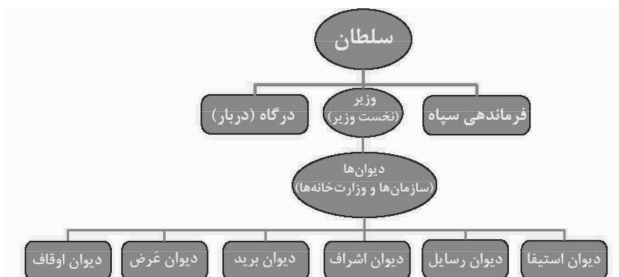 سلطان
فرماندهی سپاه
وزیر
(نخست وزیر)
درگاه (دربار)
دیوان‌ها
(سازمان‌ها و وزارت‌خانه‌ها)
دیوان استیفا
دیوان رسایل
دیوان اشراف
دیوان برید
دیوان عَرض
دیوان اوقاف